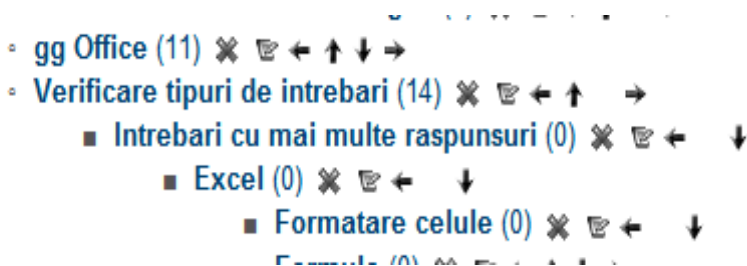 gg Office (11)
Verificare tipuri de intrebari (14)
Intrebari cu mai multe raspunsuri (0)
Excel (0)
Formatare celule (0)